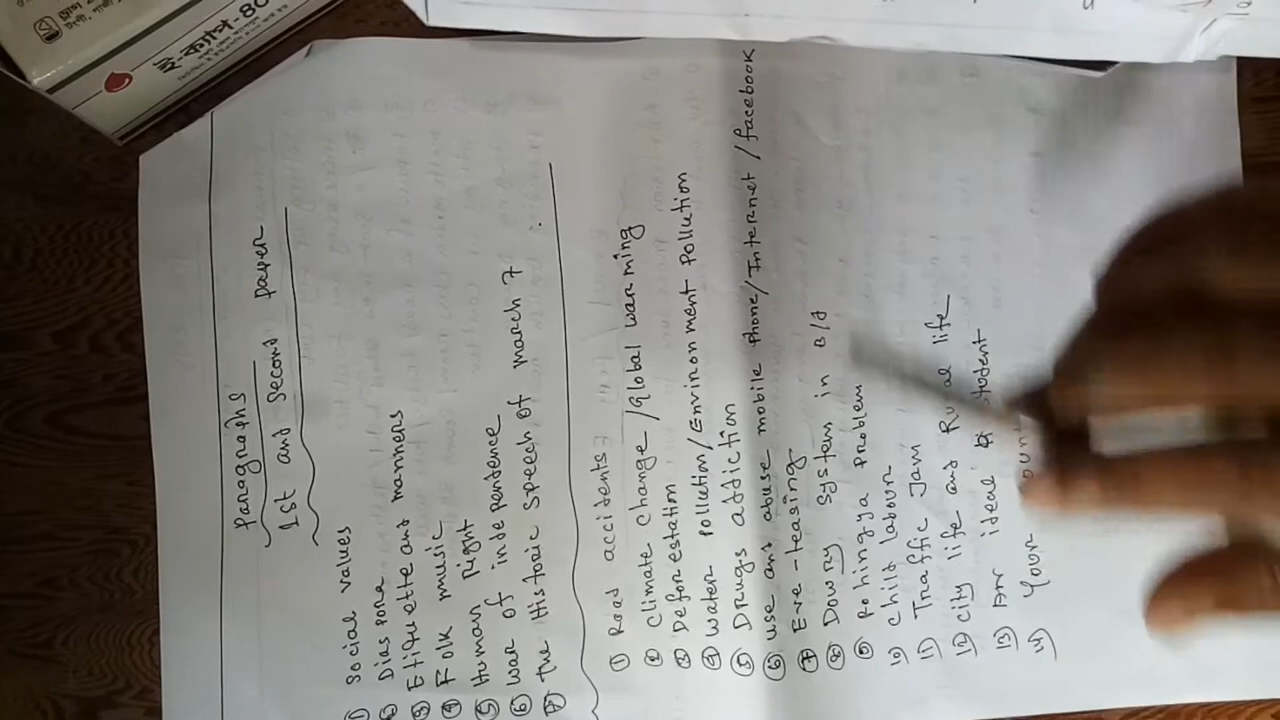 ই-ক্যাপ-40
Paragraphs
1st and Second Paper
1) Social values
2) Diaspora
3) Etiquette and manners
4) Folk music
5) Human Right
6) War of independence
7) the Historic Speech of march 7
1) Road accidents
2) Climate change / Global warming
3) Deforestation
4) Water Pollution/Environment Pollution
5) Drugs addiction
6) use and abuse mobile phone/Internet / facebook
7) Eve-teasing
8) Dowry System in B/d
9) Rohingya Problem
10) Child labour
11) Traffic Jam
12) City life and Rural life
13) An ideal student
14) Your